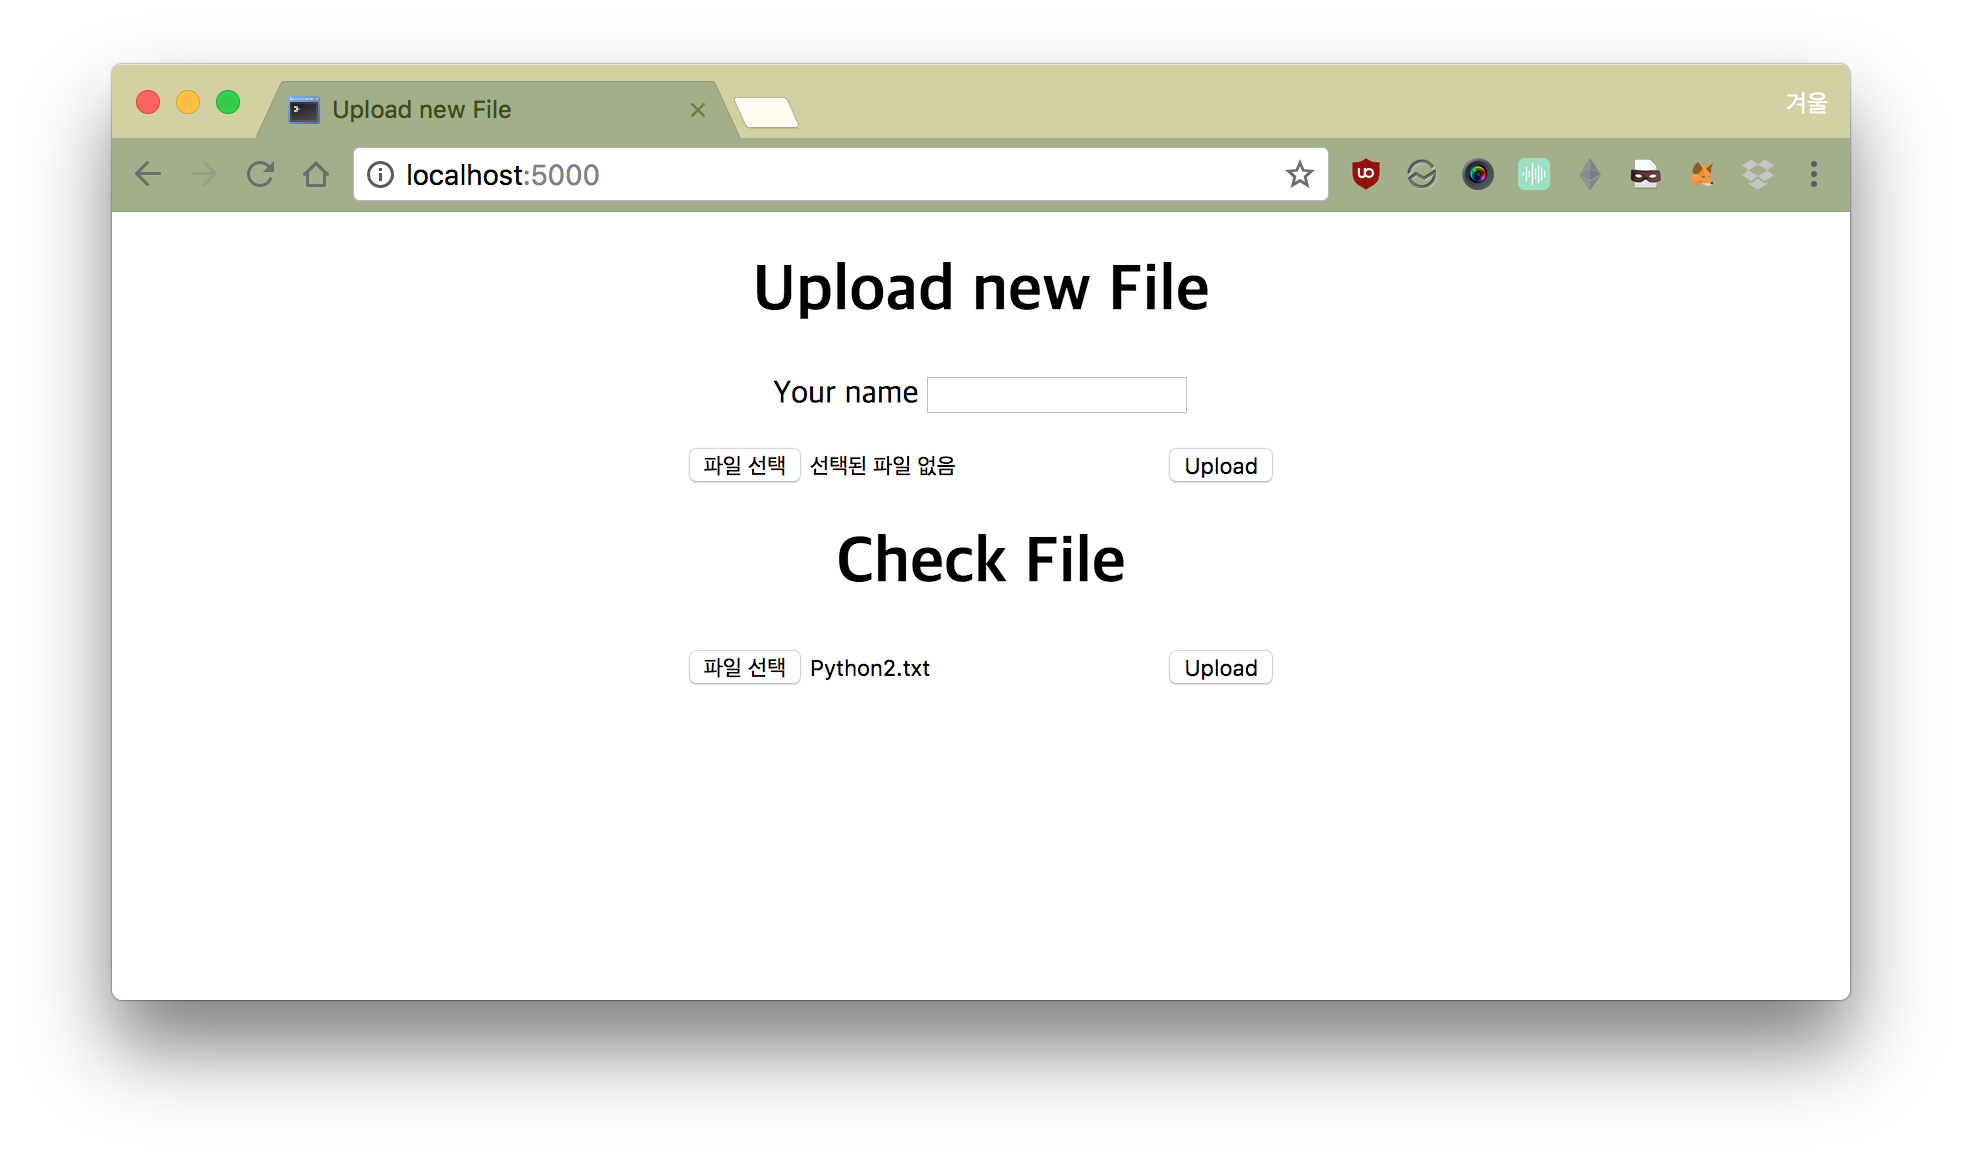 Upload new File
겨울
localhost:5000
Upload new File
Your name
파일 선택 선택된 파일 없음 Upload
Check File
파일 선택 Python2.txt Upload